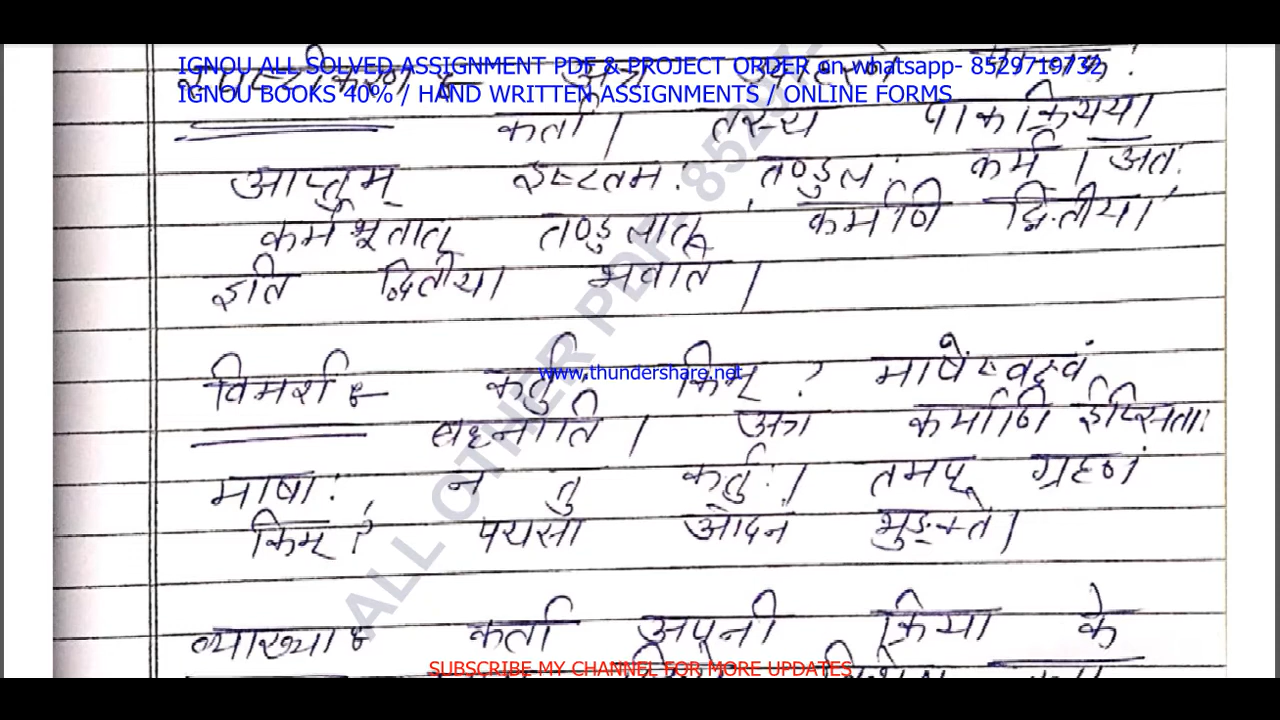 IGNOU ALL SOLVED ASSIGNMENT PDF & PROJECT ORDER on whatsapp- 8529719732
IGNOU BOOKS 40% / HAND WRITTEN ASSIGNMENTS / ONLINE FORMS
कर्ता। तस्य पाकक्रियया
आप्तुम् इष्टतमः तण्डुलः कर्म। अतः
कर्मभूतात् तण्डुलात् 'कर्मणि द्वितीया'
इति द्वितीया भवति।
विमर्श :- कर्तुः किम् ? माषेष्वश्वं
www.thundershare.net
बध्नाति। अत्र कर्मणि ईप्सिताः
माषाः, न तु कर्तुः। तमप् ग्रहणं
किम् ? पयसा ओदनं भुङ्क्ते।
व्याख्या :- कर्ता अपनी क्रिया के
SUBSCRIBE MY CHANNEL FOR MORE UPDATES